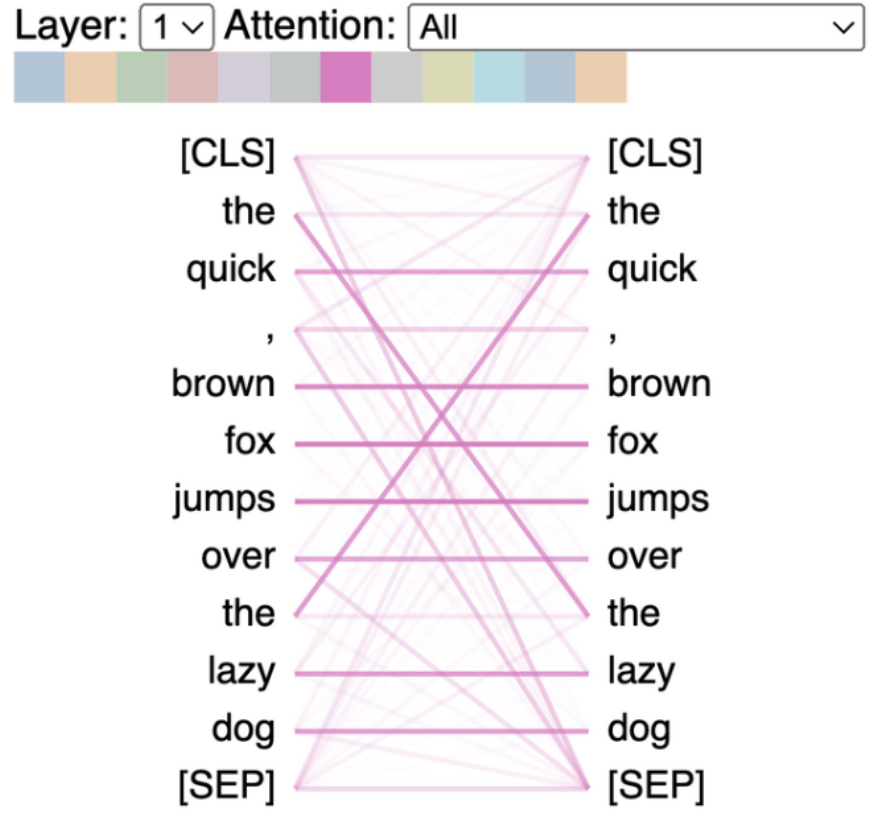 Layer: 1 Attention: All
[CLS] [CLS]
the the
quick quick
, ,
brown brown
fox fox
jumps jumps
over over
the the
lazy lazy
dog dog
[SEP] [SEP]